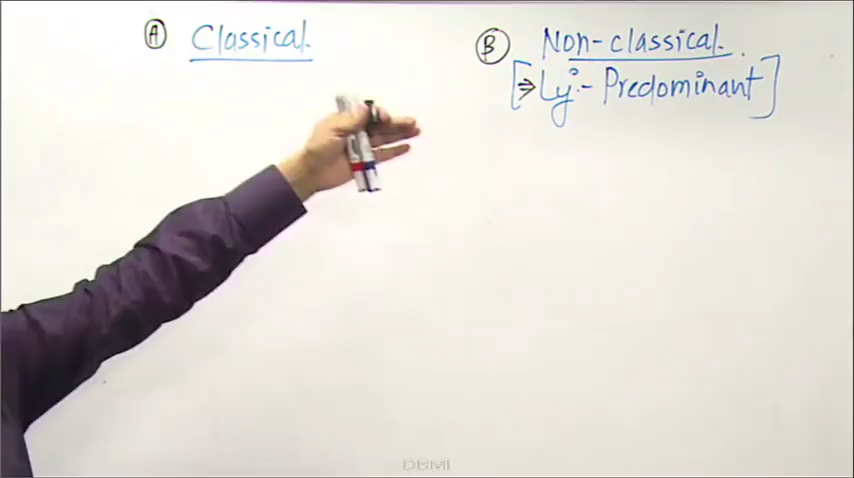 Ⓐ Classical.
Ⓑ Non-classical.
[⇒ Ly°:- Predominant]
DBMI